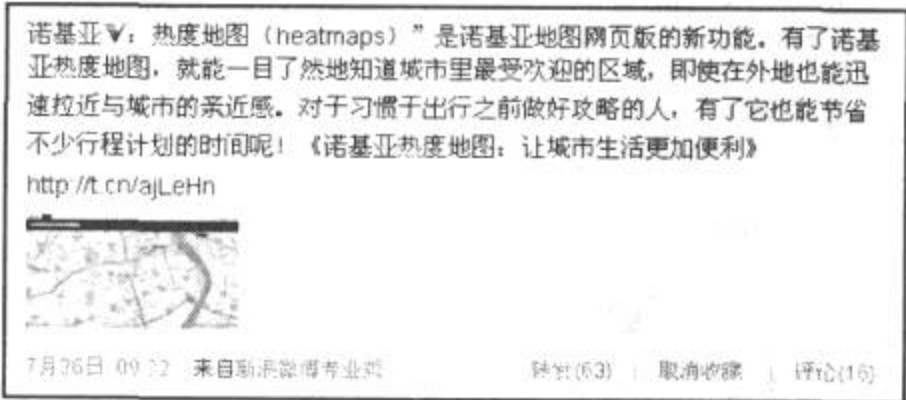 诺基亚V：热度地图（heatmaps）”是诺基亚地图网页版的新功能。有了诺基
亚热度地图，就能一目了然地知道城市里最受欢迎的区域，即使在外地也能迅
速拉近与城市的亲近感。对于习惯于出行之前做好攻略的人，有了它也能节省
不少行程计划的时间呢！《诺基亚热度地图：让城市生活更加便利》
http://t.cn/ajLeHn
7月26日 09:22 来自新浪微博专业版 转发(63) | 取消收藏 | 评论(16)